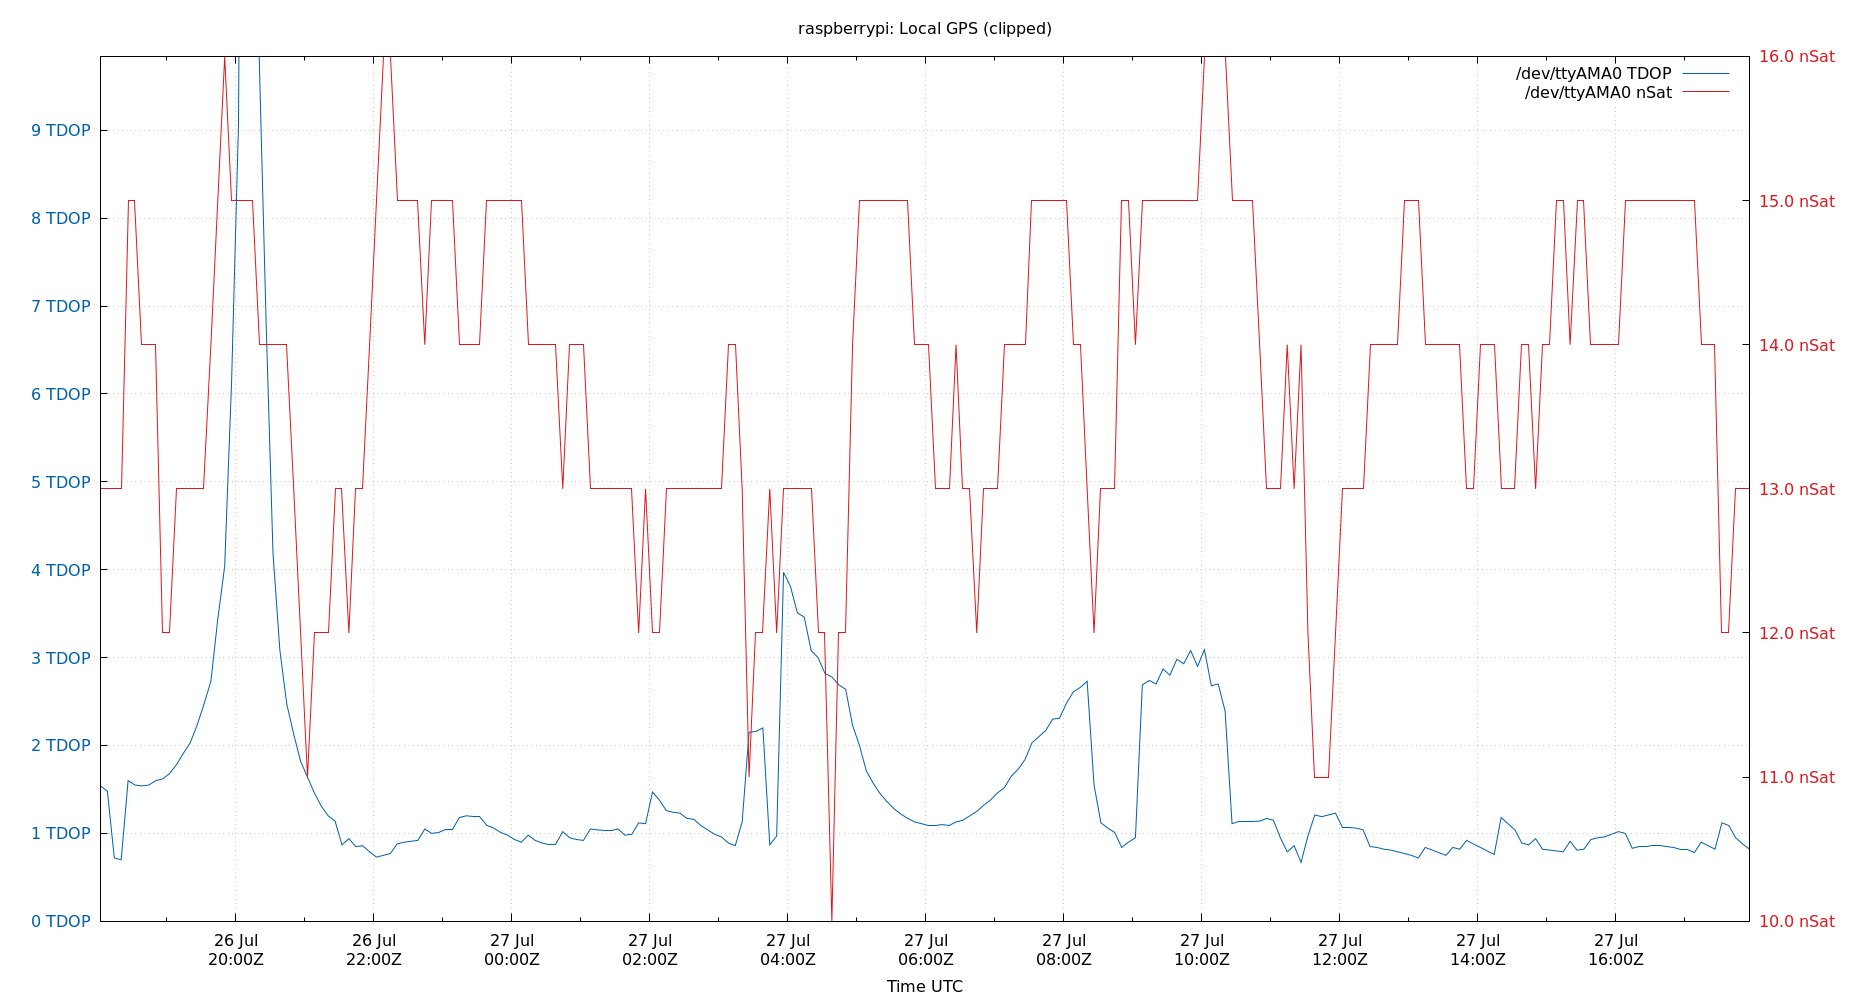 raspberrypi: Local GPS (clipped)
/dev/ttyAMA0 TDOP
/dev/ttyAMA0 nSat
9 TDOP
8 TDOP
7 TDOP
6 TDOP
5 TDOP
4 TDOP
3 TDOP
2 TDOP
1 TDOP
0 TDOP
16.0 nSat
15.0 nSat
14.0 nSat
13.0 nSat
12.0 nSat
11.0 nSat
10.0 nSat
26 Jul 26 Jul 27 Jul 27 Jul 27 Jul 27 Jul 27 Jul 27 Jul 27 Jul 27 Jul 27 Jul
20:00Z 22:00Z 00:00Z 02:00Z 04:00Z 06:00Z 08:00Z 10:00Z 12:00Z 14:00Z 16:00Z
Time UTC